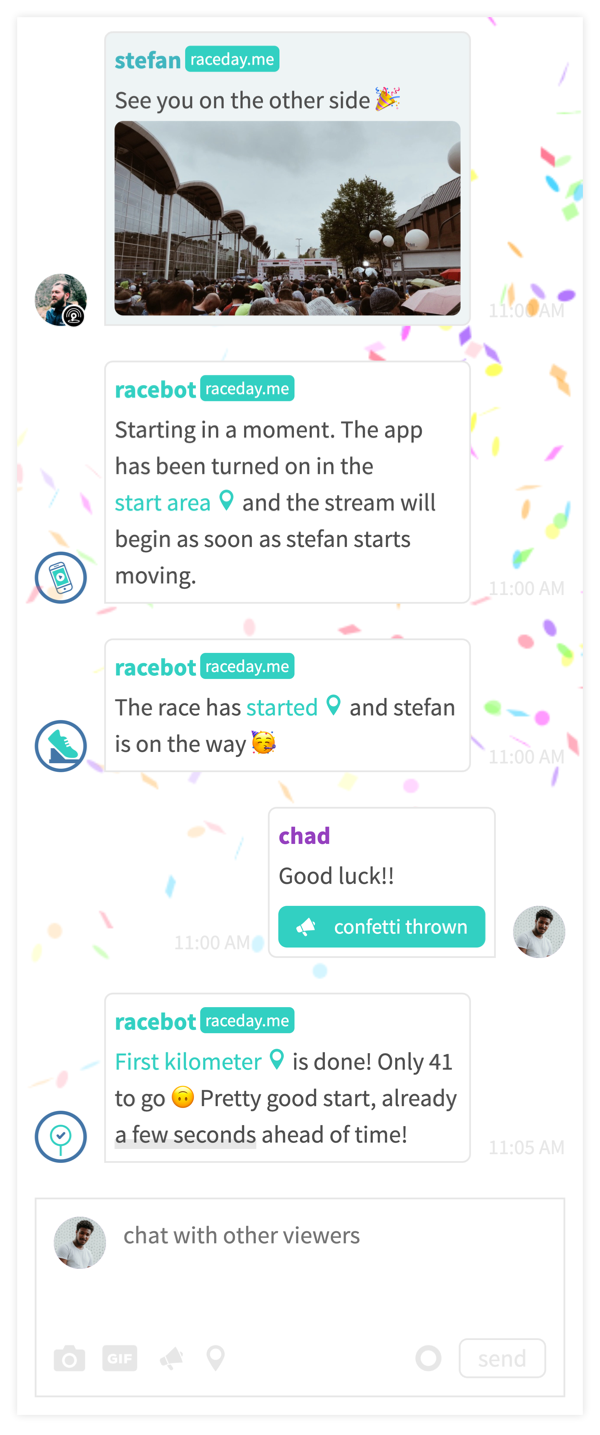 stefan raceday.me
See you on the other side 🎉
11:00 AM
racebot raceday.me
Starting in a moment. The app
has been turned on in the
start area and the stream will
begin as soon as stefan starts
moving.
11:00 AM
racebot raceday.me
The race has started and stefan
is on the way 🥳
11:00 AM
chad
Good luck!!
confetti thrown
11:00 AM
racebot raceday.me
First kilometer is done! Only 41
to go 🙃 Pretty good start, already
a few seconds ahead of time!
11:05 AM
chat with other viewers
GIF
send